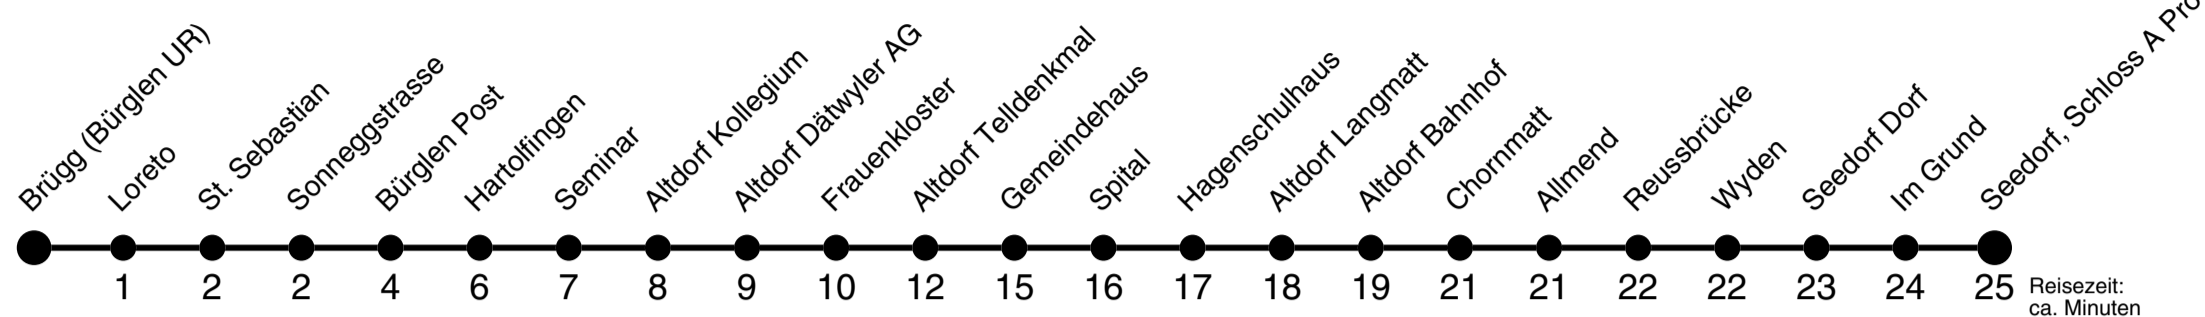 Brügg (Bürglen UR)
Loreto
St. Sebastian
Sonneggstrasse
Bürglen Post
Hartolfingen
Seminar
Altdorf Kollegium
Altdorf Dätwyler AG
Frauenkloster
Altdorf Telldenkmal
Gemeindehaus
Spital
Hagenschulhaus
Altdorf Langmatt
Altdorf Bahnhof
Chornmatt
Allmend
Reussbrücke
Wyden
Seedorf Dorf
Im Grund
Seedorf, Schloss A
1 2 2 4 6 7 8 9 10 12 15 16 17 18 19 21 21 22 22 23 24 25
Reisezeit:
ca. Minuten